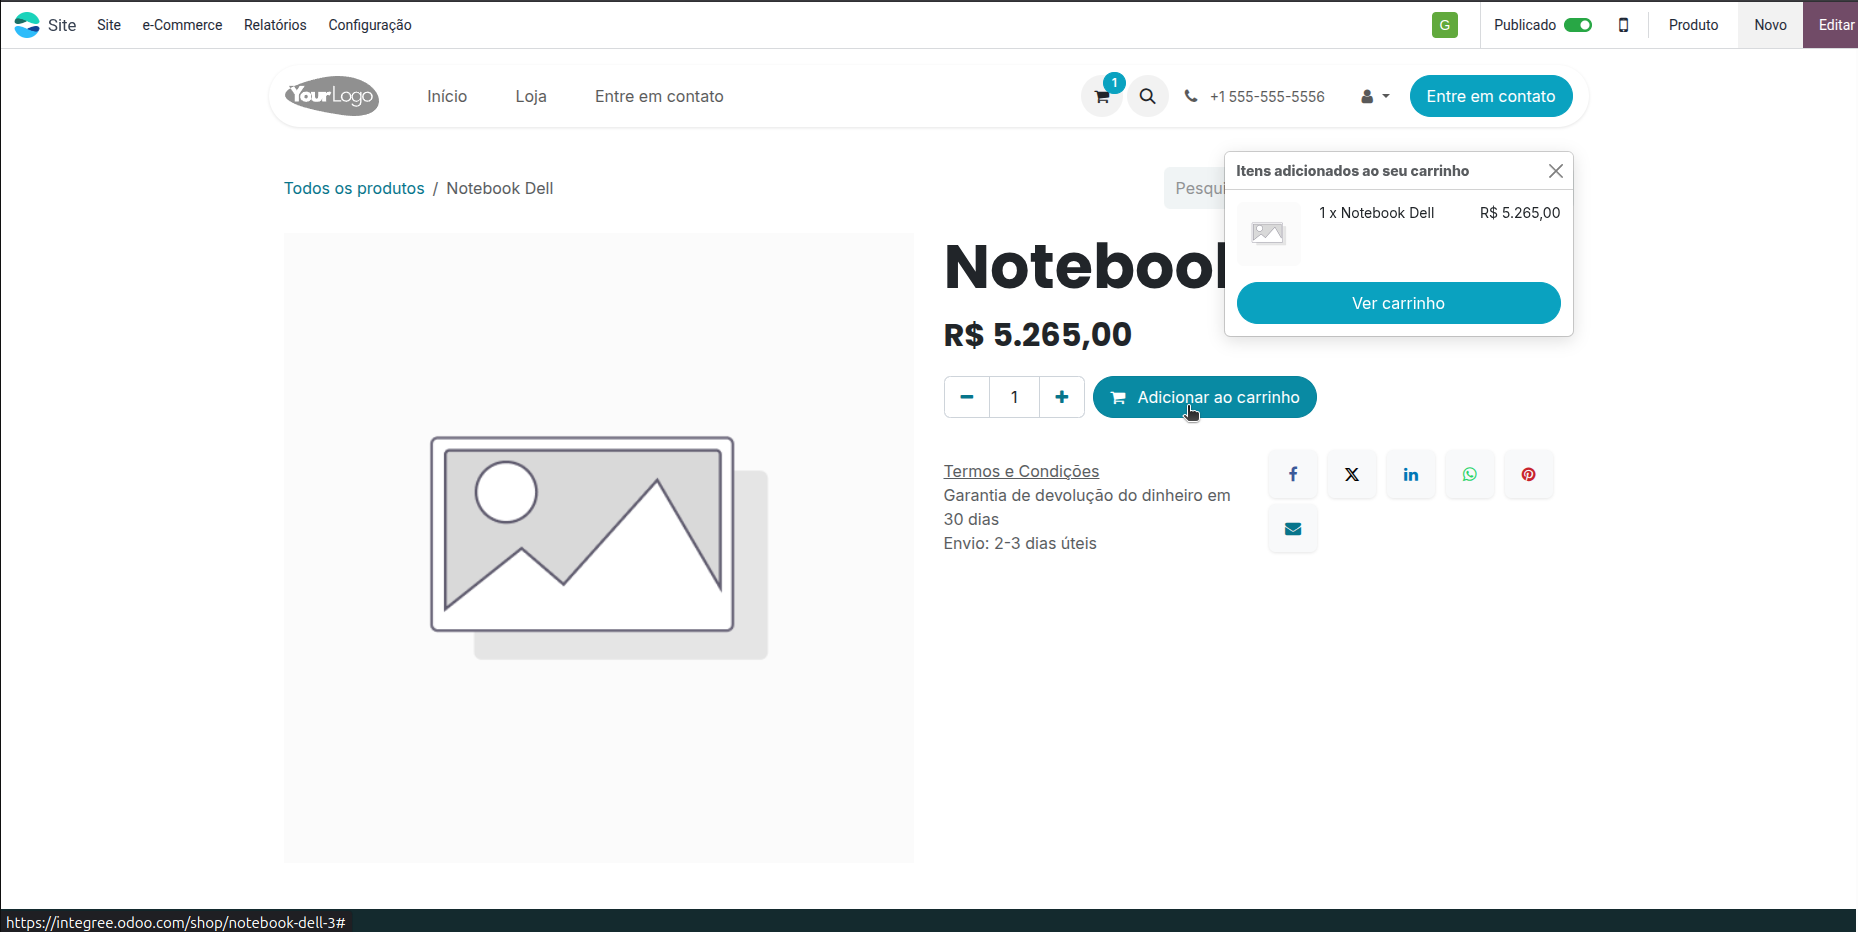 Site Site e-Commerce Relatórios Configuração G Publicado Produto Novo Editar
YourLogo Início Loja Entre em contato 1 +1 555-555-5556 Entre em contato
Todos os produtos / Notebook Dell Pesqui
Itens adicionados ao seu carrinho
1 x Notebook Dell R$ 5.265,00
Ver carrinho
Notebook
R$ 5.265,00
1 Adicionar ao carrinho
Termos e Condições
Garantia de devolução do dinheiro em
30 dias
Envio: 2-3 dias úteis
https://integree.odoo.com/shop/notebook-dell-3#